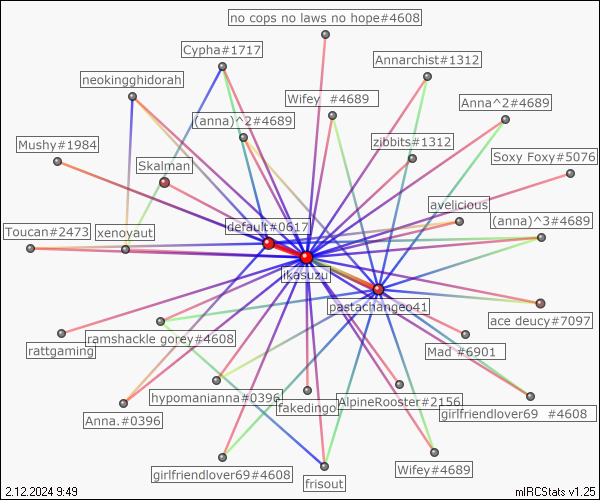 no cops no laws no hope#4608
Cypha#1717
Annarchist#1312
neokingghidorah
Wifey #4689
Anna^2#4689
(anna)^2#4689
zibbits#1312
Mushy#1984
Soxy Foxy#5076
Skalman
avelicious
(anna)^3#4689
default#0617
Toucan#2473
xenoyaut
ikasuzu
pastachangeo41
ace deucy#7097
ramshackle gorey#4608
rattgaming
Mad #6901
hypomanianna#0396
AlpineRooster#2156
fakedingo
girlfriendlover69 #4608
Anna.#0396
girlfriendlover69#4608
Wifey#4689
frisout
2.12.2024 9:49
mIRCStats v1.25